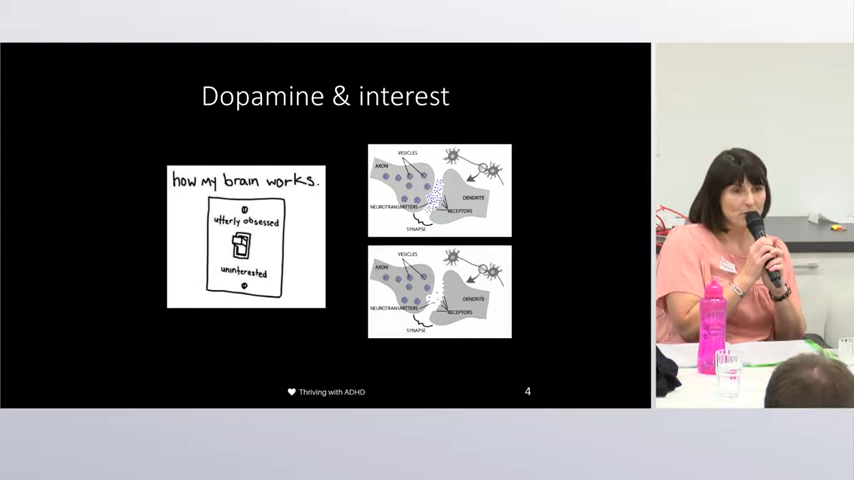 Dopamine & interest
how my brain works.
utterly obsessed
uninterested
VESICLES
AXON
DENDRITE
NEUROTRANSMITTERS
RECEPTORS
SYNAPSE
VESICLES
AXON
DENDRITE
NEUROTRANSMITTERS
RECEPTORS
SYNAPSE
Thriving with ADHD
4